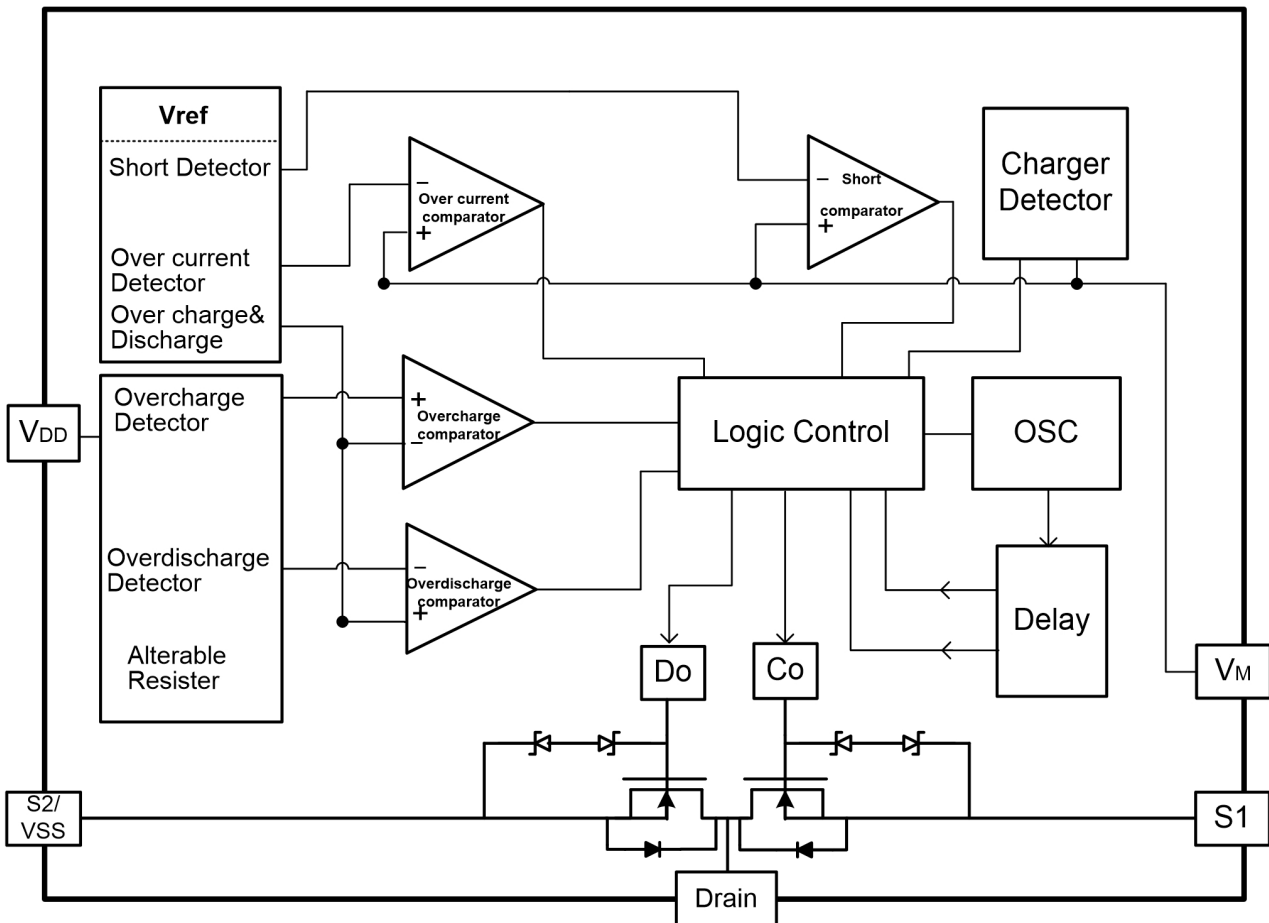 Vref
Short Detector
Over current
Detector
Over charge&
Discharge
−
Over current
comparator
+
−
Short
comparator
+
Charger
Detector
VDD
Overcharge
Detector
Overdischarge
Detector
Alterable
Resister
+
Overcharge
comparator
−
−
Overdischarge
comparator
+
Logic Control
OSC
Delay
Do
Co
VM
S2/
VSS
S1
Drain